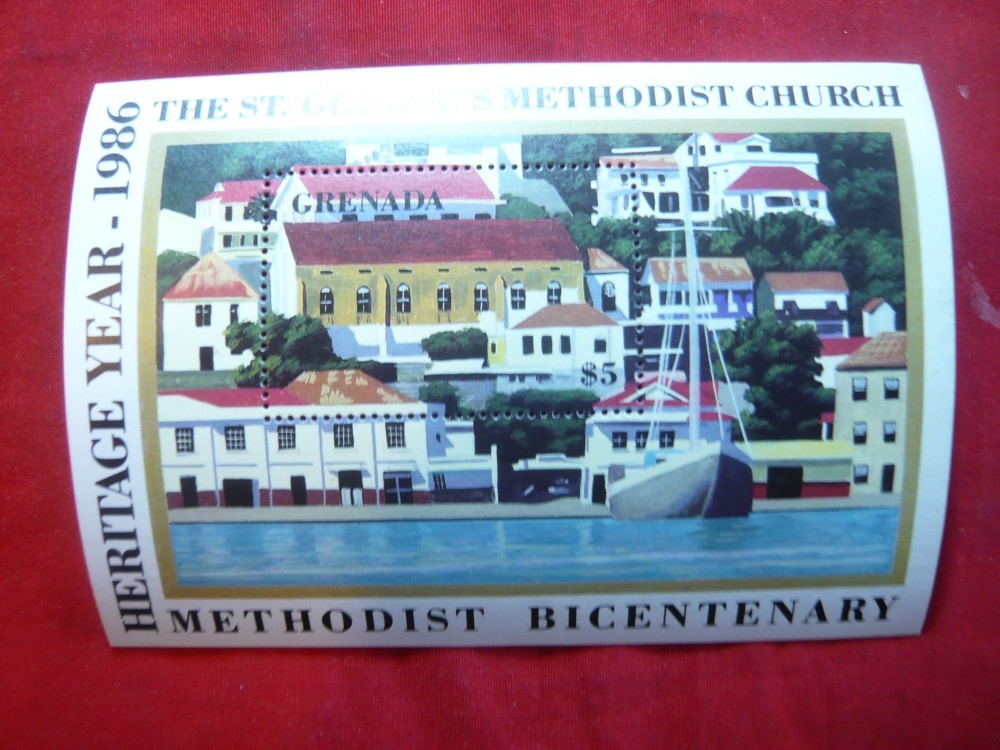 THE ST. GEORGE'S METHODIST CHURCH
HERITAGE YEAR - 1986
GRENADA
$5
METHODIST BICENTENARY